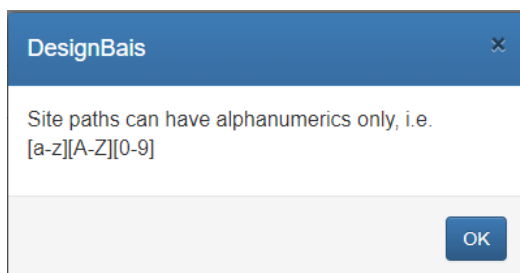 DesignBais
×
Site paths can have alphanumerics only, i.e.
[a-z][A-Z][0-9]
OK